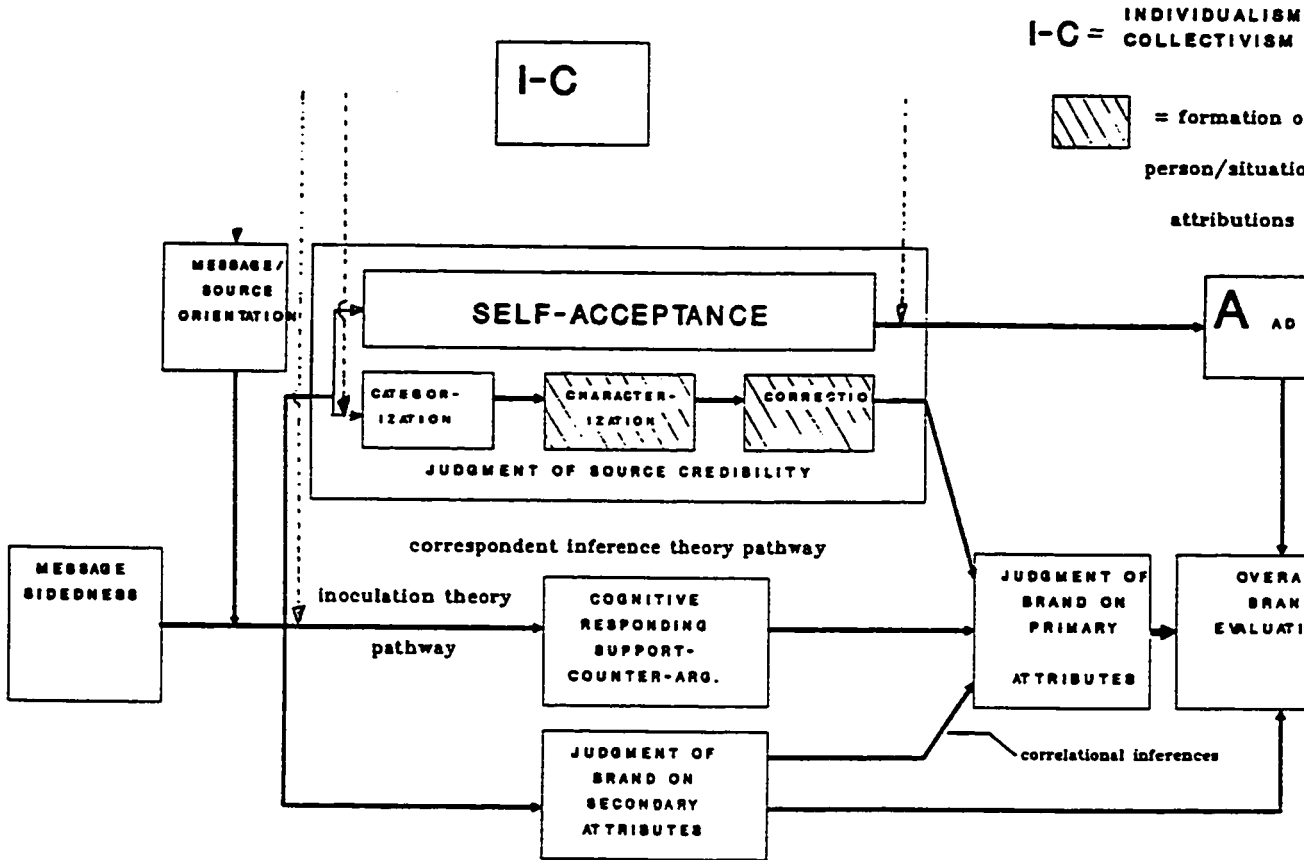 I-C
I-C = INDIVIDUALISM
COLLECTIVISM
= formation o
person/situatio
attributions
MESSAGE/
SOURCE
ORIENTATION
SELF-ACCEPTANCE
A AD
CATEGOR-
IZATION
CHARACTER-
IZATION
CORRECTIO
JUDGMENT OF SOURCE CREDIBILITY
correspondent inference theory pathway
MESSAGE
SIDEDNESS
inoculation theory
pathway
COGNITIVE
RESPONDING
SUPPORT-
COUNTER-ARG.
JUDGMENT OF
BRAND ON
PRIMARY
ATTRIBUTES
OVERA
BRAN
EVALUATI
JUDGMENT OF
BRAND ON
SECONDARY
ATTRIBUTES
correlational inferences